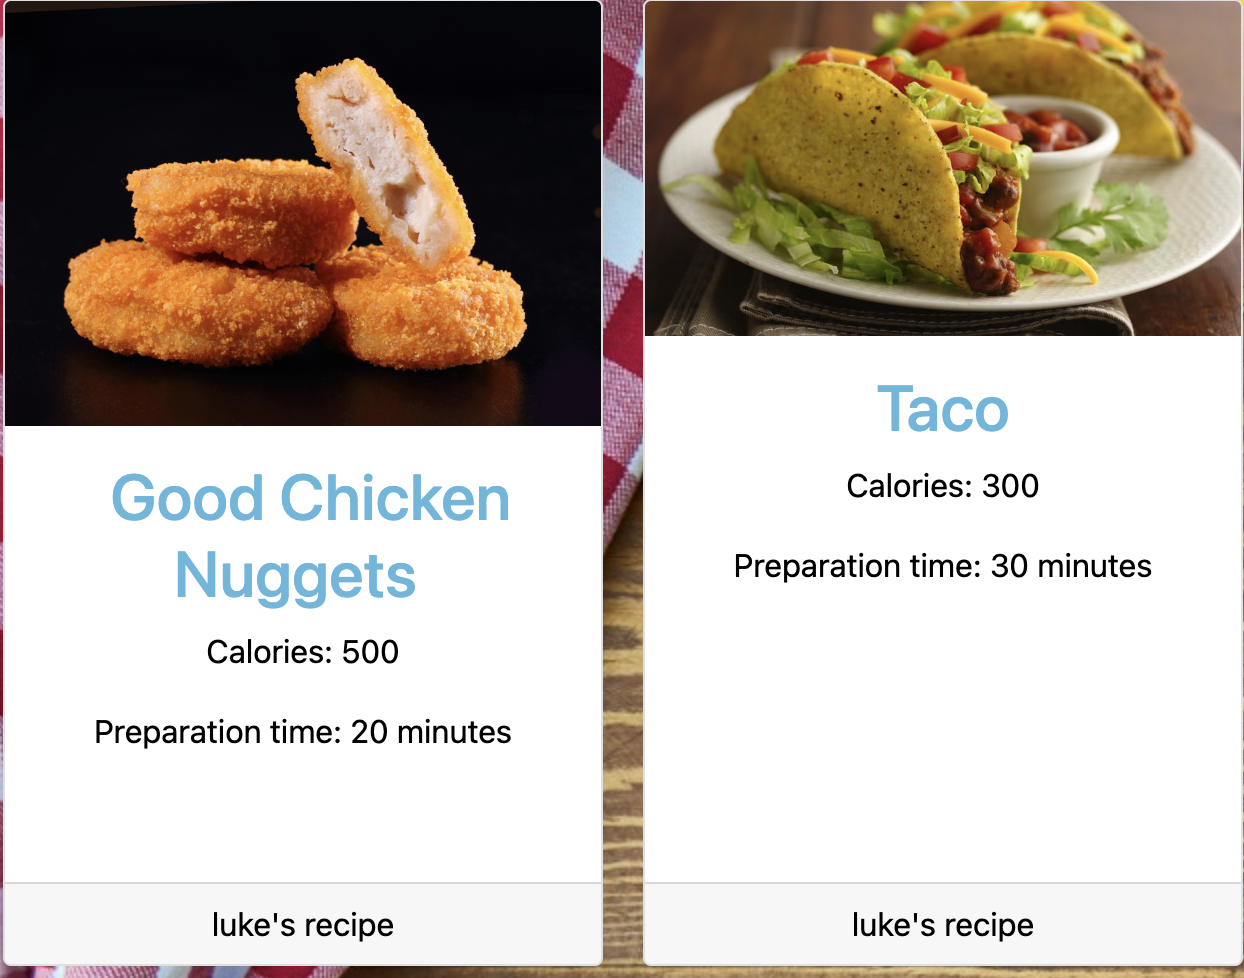 Good Chicken
Nuggets
Calories: 500
Preparation time: 20 minutes
luke's recipe
Taco
Calories: 300
Preparation time: 30 minutes
luke's recipe